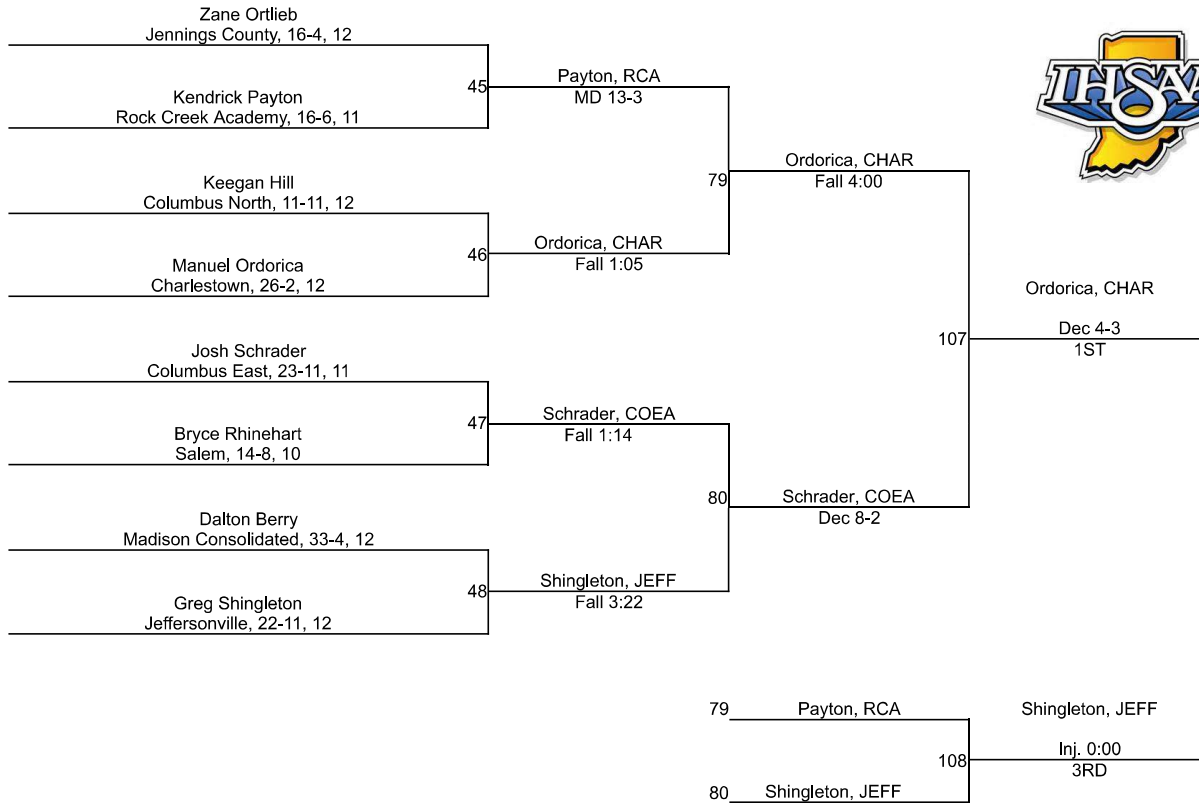 Zane Ortlieb
Jennings County, 16-4, 12
45
Payton, RCA
MD 13-3
Kendrick Payton
Rock Creek Academy, 16-6, 11
IHSAA
79
Ordorica, CHAR
Fall 4:00
Keegan Hill
Columbus North, 11-11, 12
46
Ordorica, CHAR
Fall 1:05
Manuel Ordorica
Charlestown, 26-2, 12
Ordorica, CHAR
107
Dec 4-3
1ST
Josh Schrader
Columbus East, 23-11, 11
47
Schrader, COEA
Fall 1:14
Bryce Rhinehart
Salem, 14-8, 10
80
Schrader, COEA
Dec 8-2
Dalton Berry
Madison Consolidated, 33-4, 12
48
Shingleton, JEFF
Fall 3:22
Greg Shingleton
Jeffersonville, 22-11, 12
79
Payton, RCA
Shingleton, JEFF
108
Inj. 0:00
3RD
80
Shingleton, JEFF